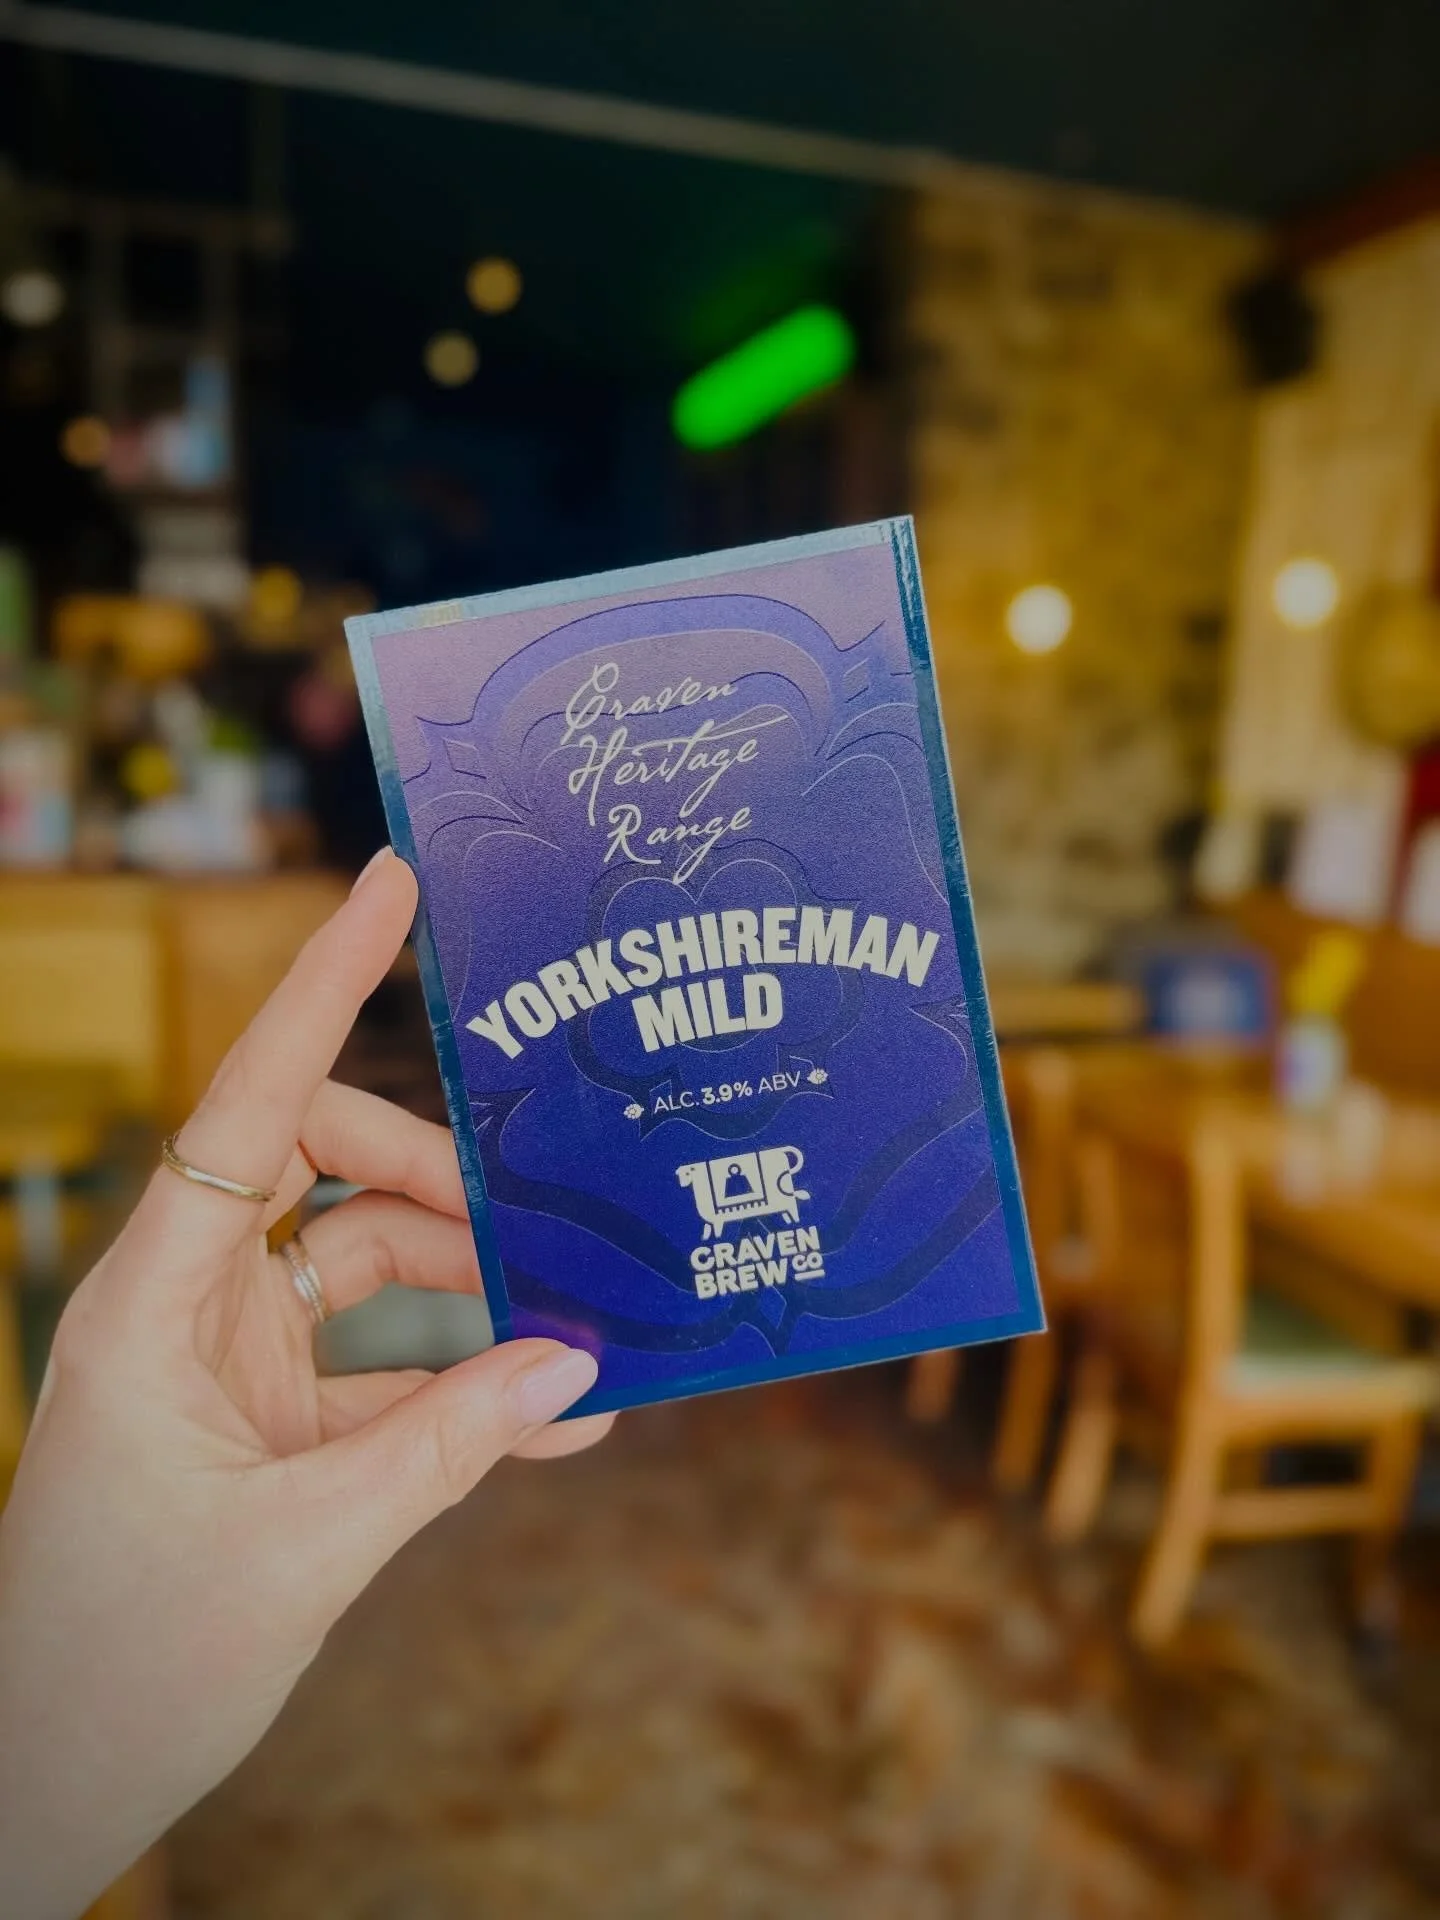 Craven
Heritage
Range
YORKSHIREMAN
MILD
ALC. 3.9% ABV
CRAVEN
BREW CO